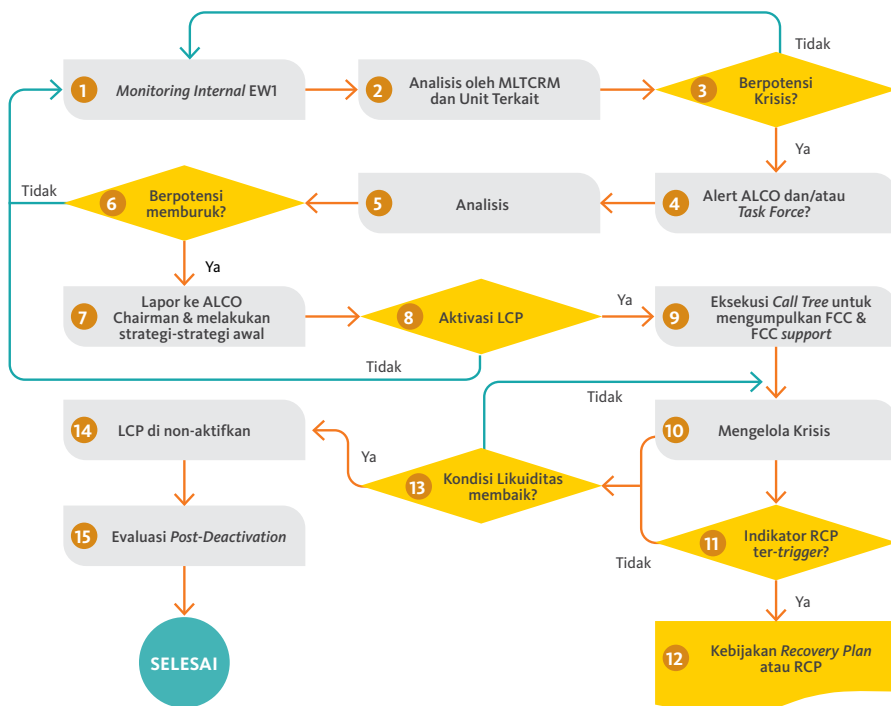 Tidak
1
Monitoring Internal EW1
2
Analisis oleh MLTCRM
dan Unit Terkait
3
Berpotensi
Krisis?
Ya
4
Alert ALCO dan/atau
Task Force?
5
Analisis
6
Berpotensi
memburuk?
Tidak
Ya
7
Lapor ke ALCO
Chairman & melakukan
strategi-strategi awal
8
Aktivasi LCP
Ya
Tidak
9
Eksekusi Call Tree untuk
mengumpulkan FCC &
FCC support
Tidak
10
Mengelola Krisis
11
Indikator RCP
ter-trigger?
Tidak
Ya
12
Kebijakan Recovery Plan
atau RCP
13
Kondisi Likuiditas
membaik?
Ya
14
LCP di non-aktifkan
15
Evaluasi Post-Deactivation
SELESAI